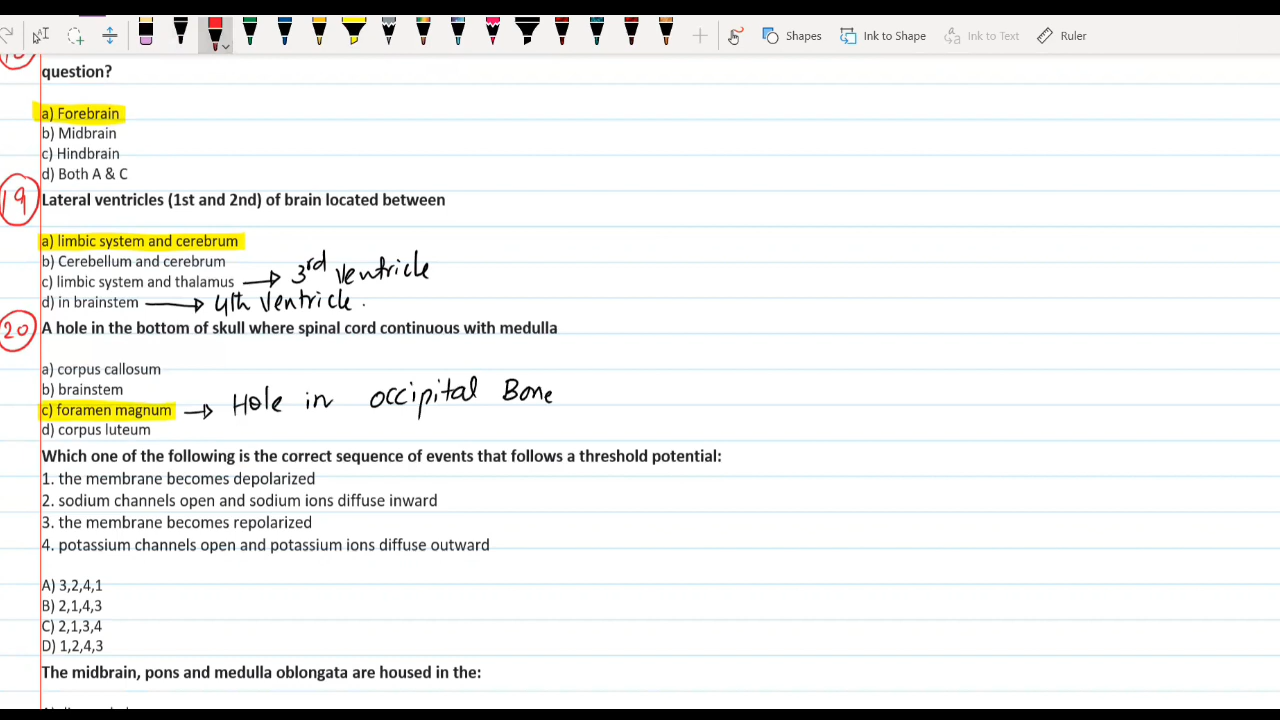 Shapes Ink to Shape Ink to Text Ruler
question?
a) Forebrain
b) Midbrain
c) Hindbrain
d) Both A & C
19 Lateral ventricles (1st and 2nd) of brain located between
a) limbic system and cerebrum
b) Cerebellum and cerebrum
c) limbic system and thalamus → 3rd ventricle
d) in brainstem → 4th ventricle.
20 A hole in the bottom of skull where spinal cord continuous with medulla
a) corpus callosum
b) brainstem
c) foramen magnum → Hole in occipital Bone
d) corpus luteum
Which one of the following is the correct sequence of events that follows a threshold potential:
1. the membrane becomes depolarized
2. sodium channels open and sodium ions diffuse inward
3. the membrane becomes repolarized
4. potassium channels open and potassium ions diffuse outward
A) 3,2,4,1
B) 2,1,4,3
C) 2,1,3,4
D) 1,2,4,3
The midbrain, pons and medulla oblongata are housed in the: